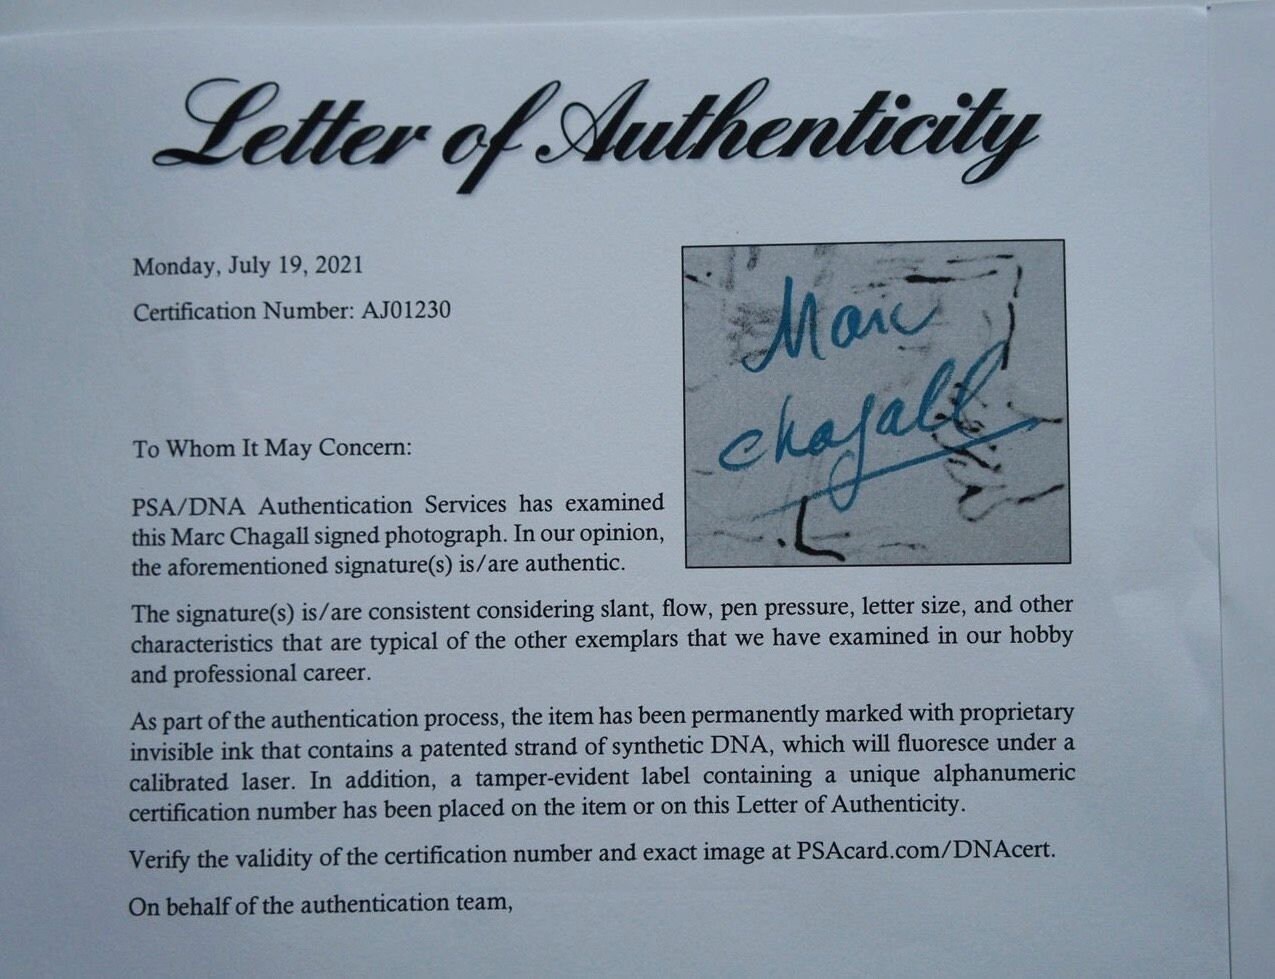 Letter of Authenticity
Monday, July 19, 2021
Certification Number: AJ01230
Marc
Chagall
To Whom It May Concern:
PSA/DNA Authentication Services has examined
this Marc Chagall signed photograph. In our opinion,
the aforementioned signature(s) is/are authentic.
The signature(s) is/are consistent considering slant, flow, pen pressure, letter size, and other
characteristics that are typical of the other exemplars that we have examined in our hobby
and professional career.
As part of the authentication process, the item has been permanently marked with proprietary
invisible ink that contains a patented strand of synthetic DNA, which will fluoresce under a
calibrated laser. In addition, a tamper-evident label containing a unique alphanumeric
certification number has been placed on the item or on this Letter of Authenticity.
Verify the validity of the certification number and exact image at PSAcard.com/DNAcert.
On behalf of the authentication team,